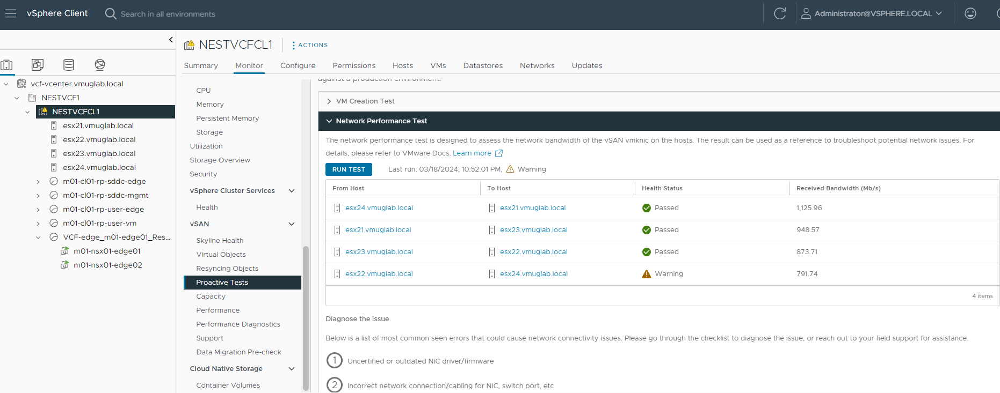 vSphere Client
Search in all environments
Administrator@VSPHERE.LOCAL
vcf-vcenter.vmuglab.local
NESTVCF1
NESTVCFCL1
esx21.vmuglab.local
esx22.vmuglab.local
esx23.vmuglab.local
esx24.vmuglab.local
m01-cl01-rp-sddc-edge
m01-cl01-rp-sddc-mgmt
m01-cl01-rp-user-edge
m01-cl01-rp-user-vm
VCF-edge_m01-edge01_Res...
m01-nsx01-edge01
m01-nsx01-edge02
NESTVCFCL1
ACTIONS
Summary Monitor Configure Permissions Hosts VMs Datastores Networks Updates
CPU
Memory
Persistent Memory
Storage
Utilization
Storage Overview
Security
vSphere Cluster Services
Health
vSAN
Skyline Health
Virtual Objects
Resyncing Objects
Proactive Tests
Capacity
Performance
Performance Diagnostics
Support
Data Migration Pre-check
Cloud Native Storage
Container Volumes
against a production environment.
VM Creation Test
Network Performance Test
The network performance test is designed to assess the network bandwidth of the vSAN vmknic on the hosts. The result can be used as a reference to troubleshoot potential network issues. For
details, please refer to VMware Docs. Learn more
RUN TEST Last run: 03/18/2024, 10:52:01 PM, Warning
From Host To Host Health Status Received Bandwidth (Mb/s)
esx24.vmuglab.local esx21.vmuglab.local Passed 1,125.96
esx21.vmuglab.local esx23.vmuglab.local Passed 948.57
esx23.vmuglab.local esx22.vmuglab.local Passed 873.71
esx22.vmuglab.local esx24.vmuglab.local Warning 791.74
4 items
Diagnose the issue
Below is a list of most common seen errors that could cause network connectivity issues. Please go through the checklist to diagnose the issue, or reach out to your field support for assistance.
1 Uncertified or outdated NIC driver/firmware
2 Incorrect network connection/cabling for NIC, switch port, etc